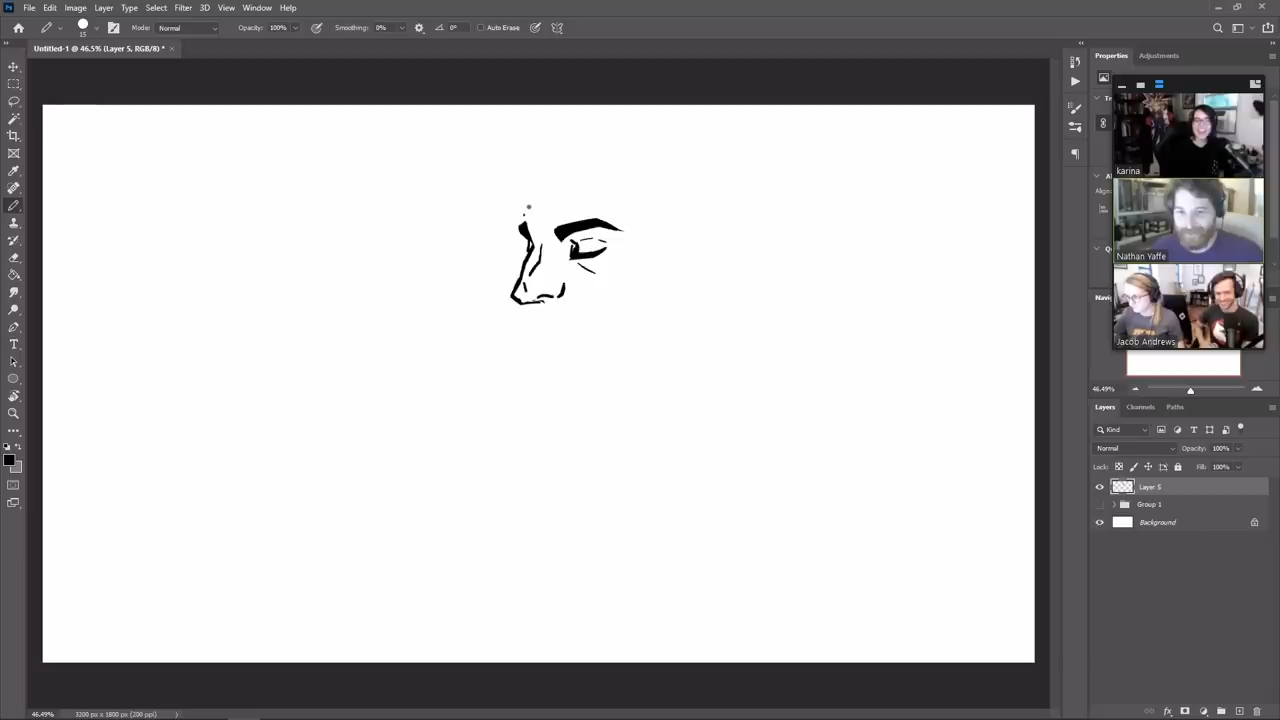 File Edit Image Layer Type Select Filter 3D View Window Help
15 Mode: Normal Opacity: 100% Smoothing: 0% 0° Auto Erase
Untitled-1 @ 46.5% (Layer 5, RGB/8) *
Properties Adjustments
karina
Nathan Yaffe
Jacob Andrews
46.49%
Layers Channels Paths
Kind
Normal Opacity: 100%
Lock: Fill: 100%
Layer 5
Group 1
Background
46.49% 3200 px x 1800 px (200 ppi)